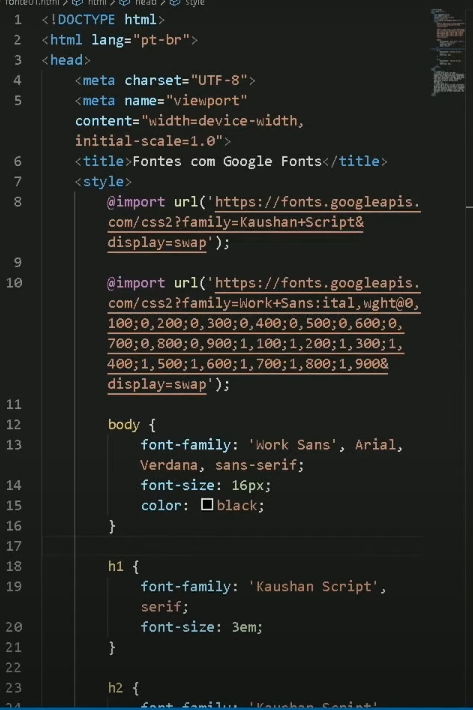 fonte01.html > html > head > style
1 <!DOCTYPE html>
2 <html lang="pt-br">
3 <head>
4 <meta charset="UTF-8">
5 <meta name="viewport"
content="width=device-width,
initial-scale=1.0">
6 <title>Fontes com Google Fonts</title>
7 <style>
8 @import url('https://fonts.googleapis.
com/css2?family=Kaushan+Script&
display=swap');
9
10 @import url('https://fonts.googleapis.
com/css2?family=Work+Sans:ital,wght@0,
100;0,200;0,300;0,400;0,500;0,600;0,
700;0,800;0,900;1,100;1,200;1,300;1,
400;1,500;1,600;1,700;1,800;1,900&
display=swap');
11
12 body {
13 font-family: 'Work Sans', Arial,
Verdana, sans-serif;
14 font-size: 16px;
15 color: black;
16 }
17
18 h1 {
19 font-family: 'Kaushan Script',
serif;
20 font-size: 3em;
21 }
22
23 h2 {
24 font-family: 'Kaushan Script'